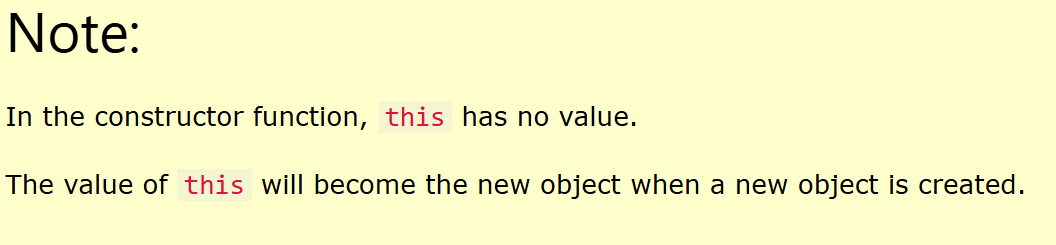 Note:
In the constructor function, this has no value.
The value of this will become the new object when a new object is created.